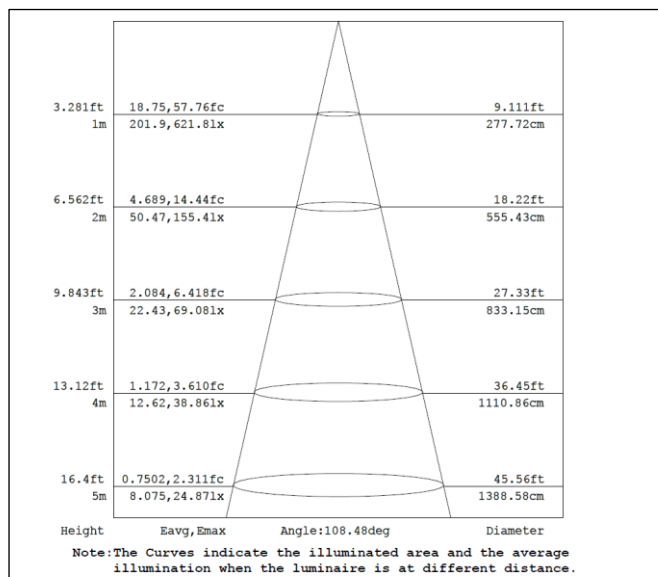 3.281ft 18.75,57.76fc 9.111ft
1m 201.9,621.8lx 277.72cm
6.562ft 4.689,14.44fc 18.22ft
2m 50.47,155.4lx 555.43cm
9.843ft 2.084,6.418fc 27.33ft
3m 22.43,69.08lx 833.15cm
13.12ft 1.172,3.610fc 36.45ft
4m 12.62,38.86lx 1110.86cm
16.4ft 0.7502,2.311fc 45.56ft
5m 8.075,24.87lx 1388.58cm
Height Eavg,Emax Angle:108.48deg Diameter
Note:The Curves indicate the illuminated area and the average
illumination when the luminaire is at different distance.